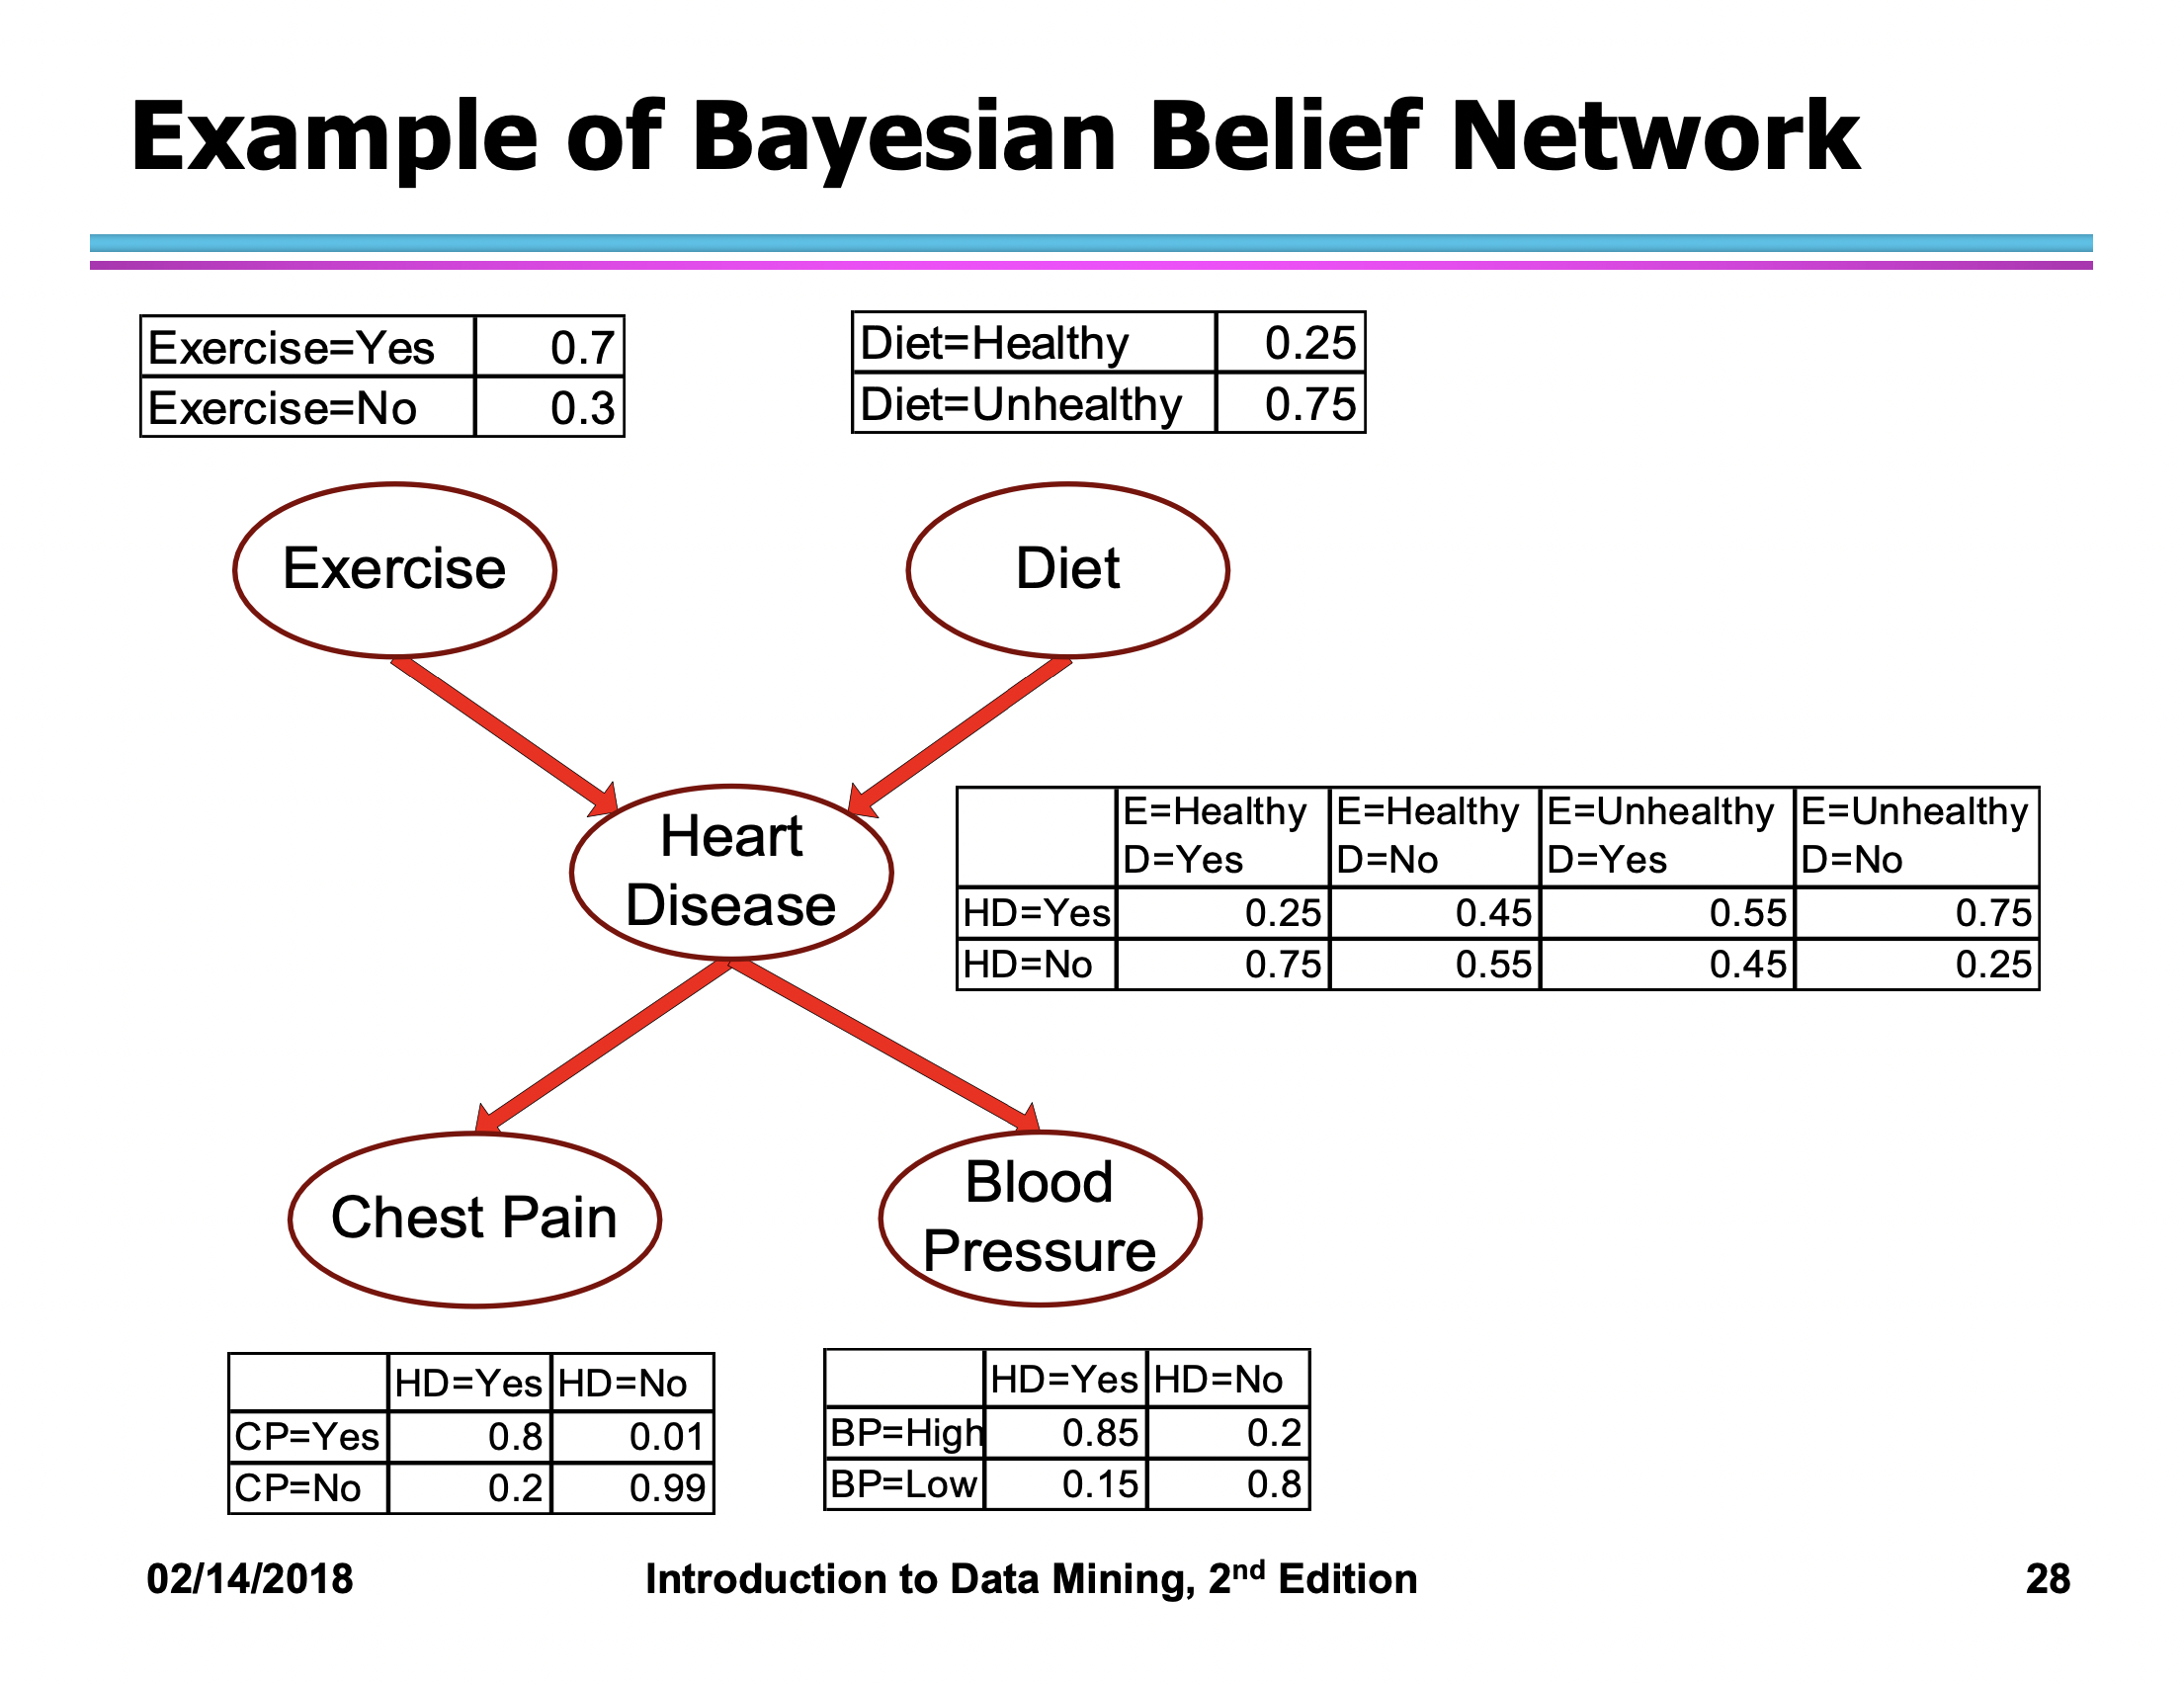 Example of Bayesian Belief Network
Exercise=Yes 0.7
Exercise=No 0.3
Diet=Healthy 0.25
Diet=Unhealthy 0.75
Exercise
Diet
Heart
Disease
E=Healthy E=Healthy E=Unhealthy E=Unhealthy
D=Yes D=No D=Yes D=No
HD=Yes 0.25 0.45 0.55 0.75
HD=No 0.75 0.55 0.45 0.25
Chest Pain
Blood
Pressure
HD=Yes HD=No
CP=Yes 0.8 0.01
CP=No 0.2 0.99
HD=Yes HD=No
BP=High 0.85 0.2
BP=Low 0.15 0.8
02/14/2018 Introduction to Data Mining, 2nd Edition 28